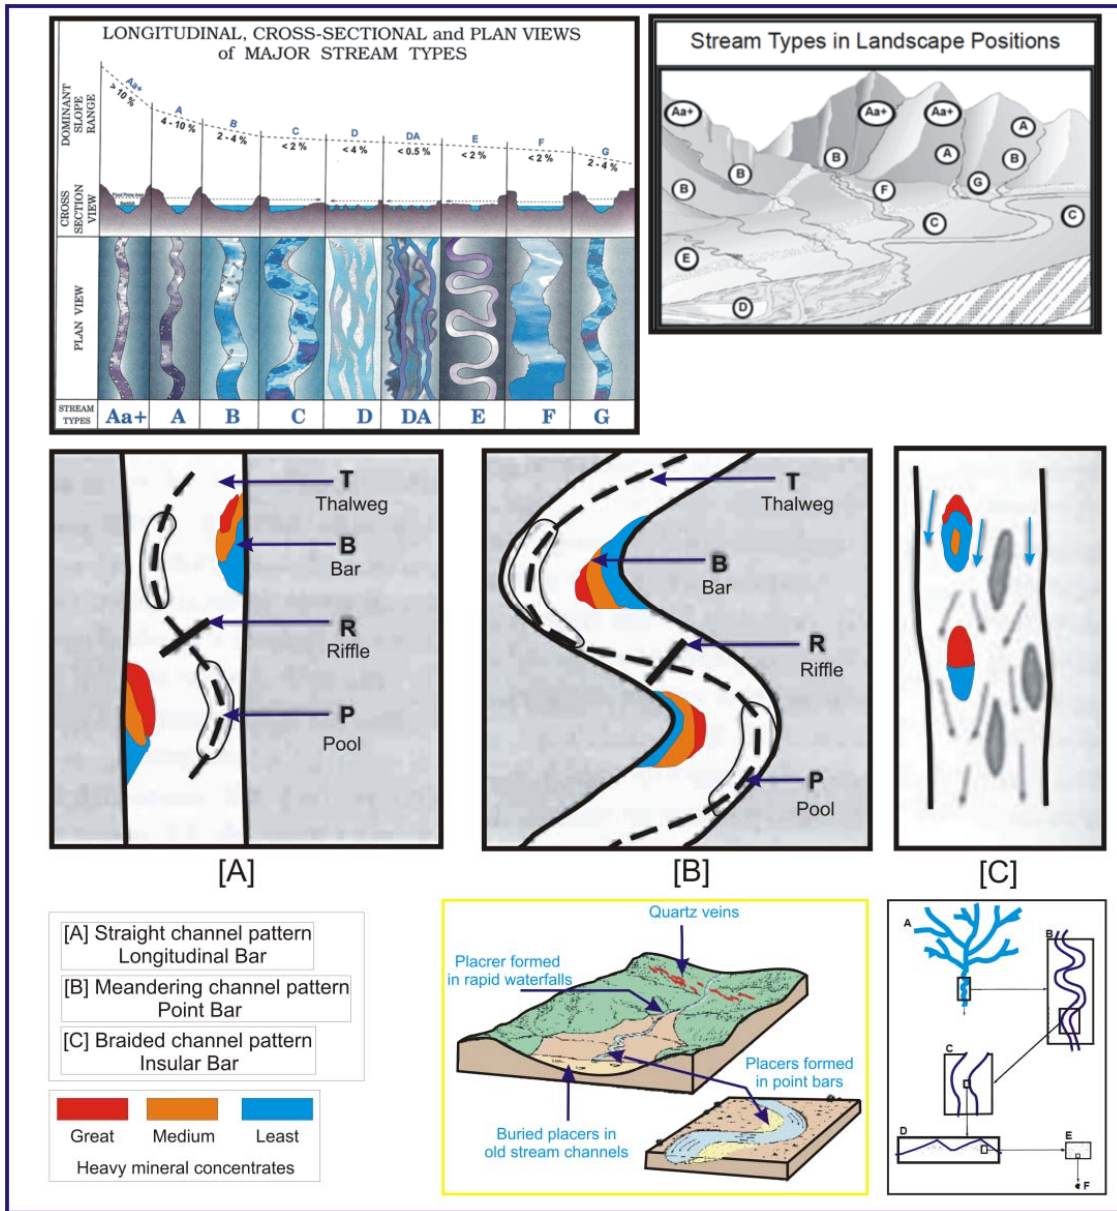 LONGITUDINAL, CROSS-SECTIONAL and PLAN VIEWS
of MAJOR STREAM TYPES
DOMINANT
SLOPE
RANGE
Aa+
> 10 %
A
4 - 10 %
B
2 - 4 %
C
< 2 %
D
< 4 %
DA
< 0.5 %
E
< 2 %
F
< 2 %
G
2 - 4 %
CROSS
SECTION
VIEW
PLAN VIEW
STREAM
TYPES
Aa+ A B C D DA E F G
Stream Types in Landscape Positions
Aa+
Aa+
Aa+
A
B
A
B
B
B
G
F
C
C
E
D
T
Thalweg
B
Bar
R
Riffle
P
Pool
[A]
T
Thalweg
B
Bar
R
Riffle
P
Pool
[B]
[C]
[A] Straight channel pattern
Longitudinal Bar
[B] Meandering channel pattern
Point Bar
[C] Braided channel pattern
Insular Bar
Great Medium Least
Heavy mineral concentrates
Quartz veins
Placrer formed
in rapid waterfalls
Placers formed
in point bars
Buried placers in
old stream channels
A
B
C
D
E
F